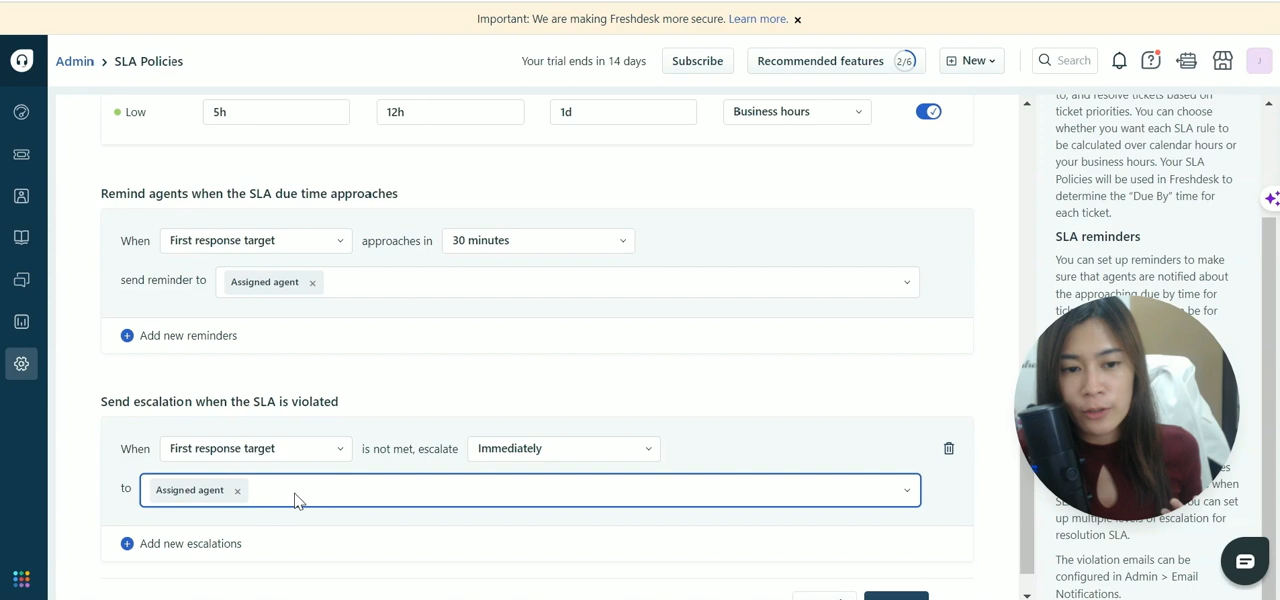 Important: We are making Freshdesk more secure. Learn more. ×
Admin > SLA Policies
Your trial ends in 14 days
Subscribe
Recommended features 2/6
New
Search
J
Low 5h 12h 1d Business hours
Remind agents when the SLA due time approaches
When First response target approaches in 30 minutes
send reminder to Assigned agent ×
Add new reminders
Send escalation when the SLA is violated
When First response target is not met, escalate Immediately
to Assigned agent ×
Add new escalations
to, and resolve tickets based on
ticket priorities. You can choose
whether you want each SLA rule to
be calculated over calendar hours or
your business hours. Your SLA
Policies will be used in Freshdesk to
determine the “Due By” time for
each ticket.
SLA reminders
You can set up reminders to make
sure that agents are notified about
the approaching due by time for
be for
when
you can set
up multiple levels of escalation for
resolution SLA.
The violation emails can be
configured in Admin > Email
Notifications.